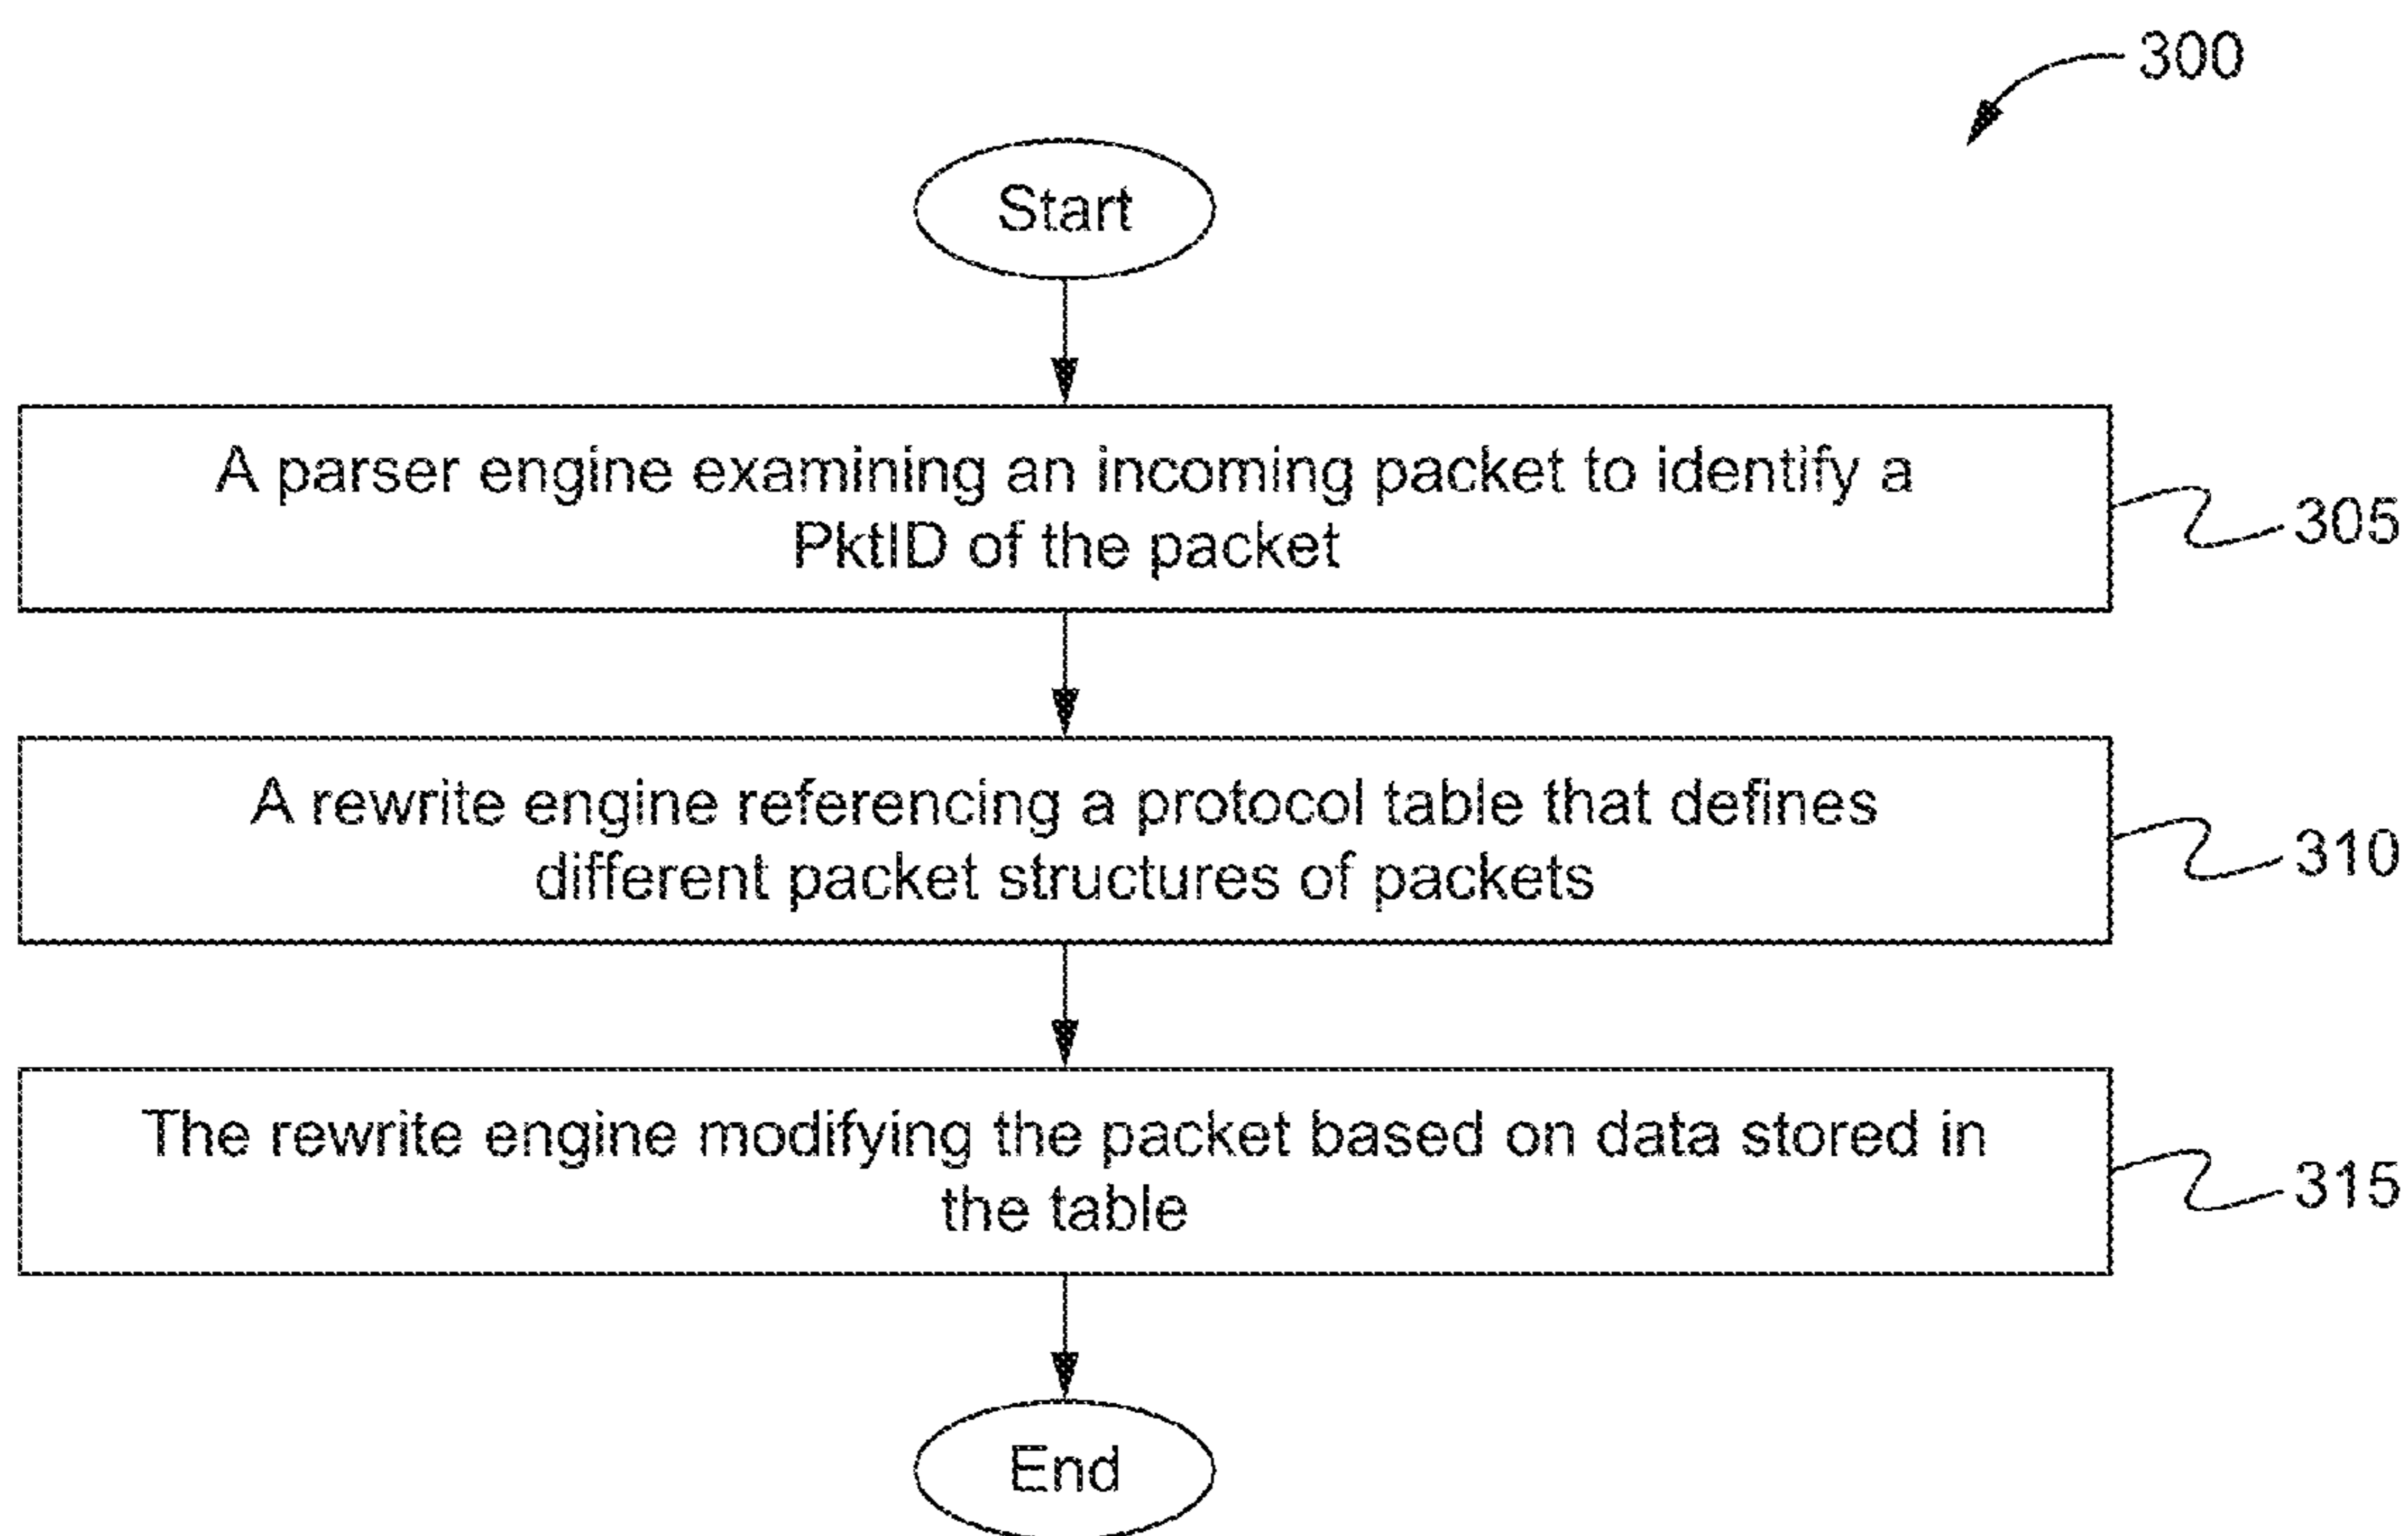 300
Start
A parser engine examining an incoming packet to identify a
PktID of the packet
305
A rewrite engine referencing a protocol table that defines
different packet structures of packets
310
The rewrite engine modifying the packet based on data stored in
the table
315
End